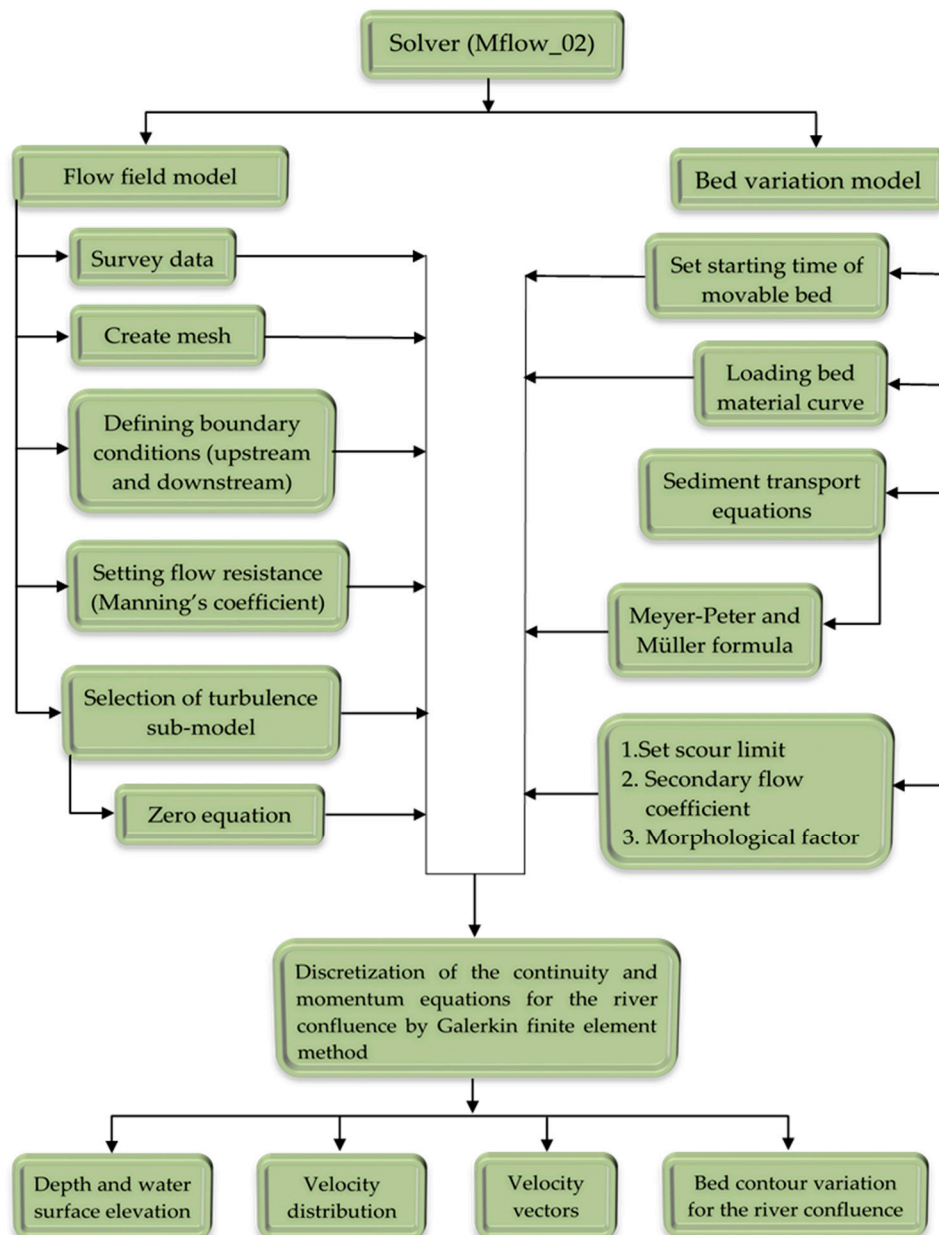 Solver (Mflow_02)
Flow field model
Bed variation model
Survey data
Create mesh
Defining boundary
conditions (upstream
and downstream)
Setting flow resistance
(Manning’s coefficient)
Selection of turbulence
sub-model
Zero equation
Set starting time of
movable bed
Loading bed
material curve
Sediment transport
equations
Meyer-Peter and
Müller formula
1.Set scour limit
2. Secondary flow
coefficient
3. Morphological factor
Discretization of the continuity and
momentum equations for the river
confluence by Galerkin finite element
method
Depth and water
surface elevation
Velocity
distribution
Velocity
vectors
Bed contour variation
for the river confluence